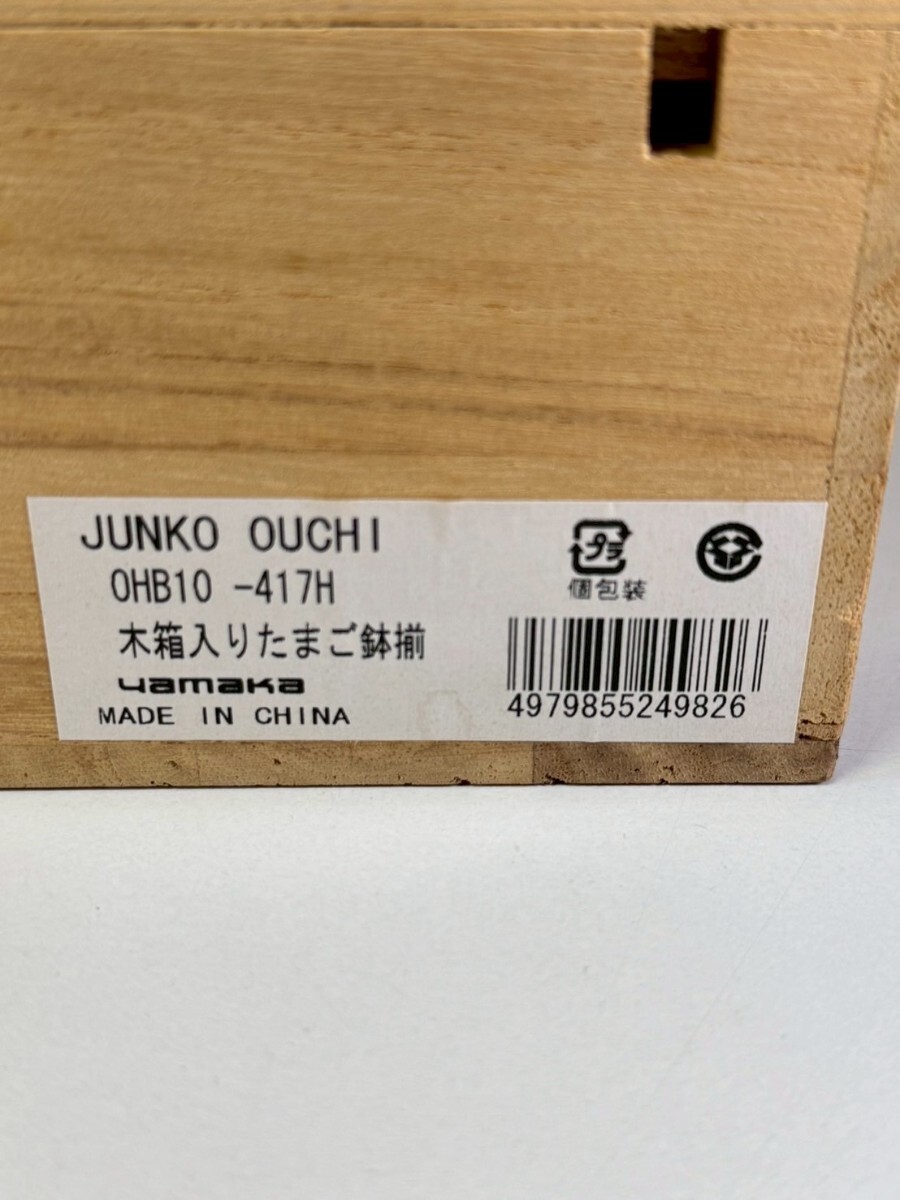 JUNKO OUCHI
OHB10 -417H
木箱入りたまご鉢揃
yamaka
MADE IN CHINA
プラ
個包装
4979855249826